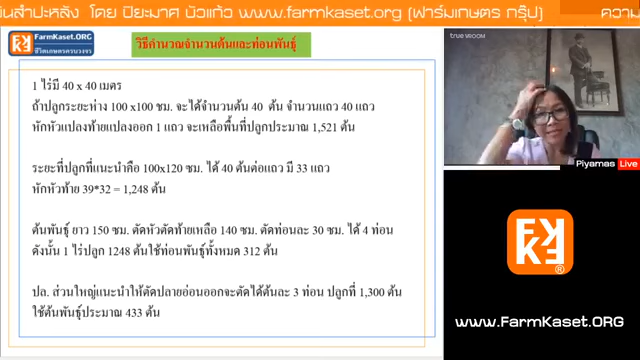 นสำปะหลัง โดย ปิยะมาศ บัวแก้ว www.farmkaset.org (ฟาร์มเกษตร กรุ๊ป)
ความ
FarmKaset.ORG
ชีวิตเกษตรครบวงจร
วิธีคำนวณจำนวนต้นและท่อนพันธุ์
true VROOM
1 ไร่มี 40 x 40 เมตร
ถ้าปลูกระยะห่าง 100 x100 ซม. จะได้จำนวนต้น 40 ต้น จำนวนแถว 40 แถว
หักหัวแปลงท้ายแปลงออก 1 แถว จะเหลือพื้นที่ปลูกประมาณ 1,521 ต้น
ระยะที่ปลูกที่แนะนำคือ 100x120 ซม. ได้ 40 ต้นต่อแถว มี 33 แถว
หักหัวท้าย 39*32 = 1,248 ต้น
ต้นพันธุ์ ยาว 150 ซม. ตัดหัวตัดท้ายเหลือ 140 ซม. ตัดท่อนละ 30 ซม. ได้ 4 ท่อน
ดังนั้น 1 ไร่ปลูก 1248 ต้นใช้ท่อนพันธุ์ทั้งหมด 312 ต้น
ปล. ส่วนใหญ่แนะนำให้ตัดปลายอ่อนออกจะตัดได้ต้นละ 3 ท่อน ปลูกที่ 1,300 ต้น
ใช้ต้นพันธุ์ประมาณ 433 ต้น
Piyamas Live
FKFK
®
www.FarmKaset.ORG